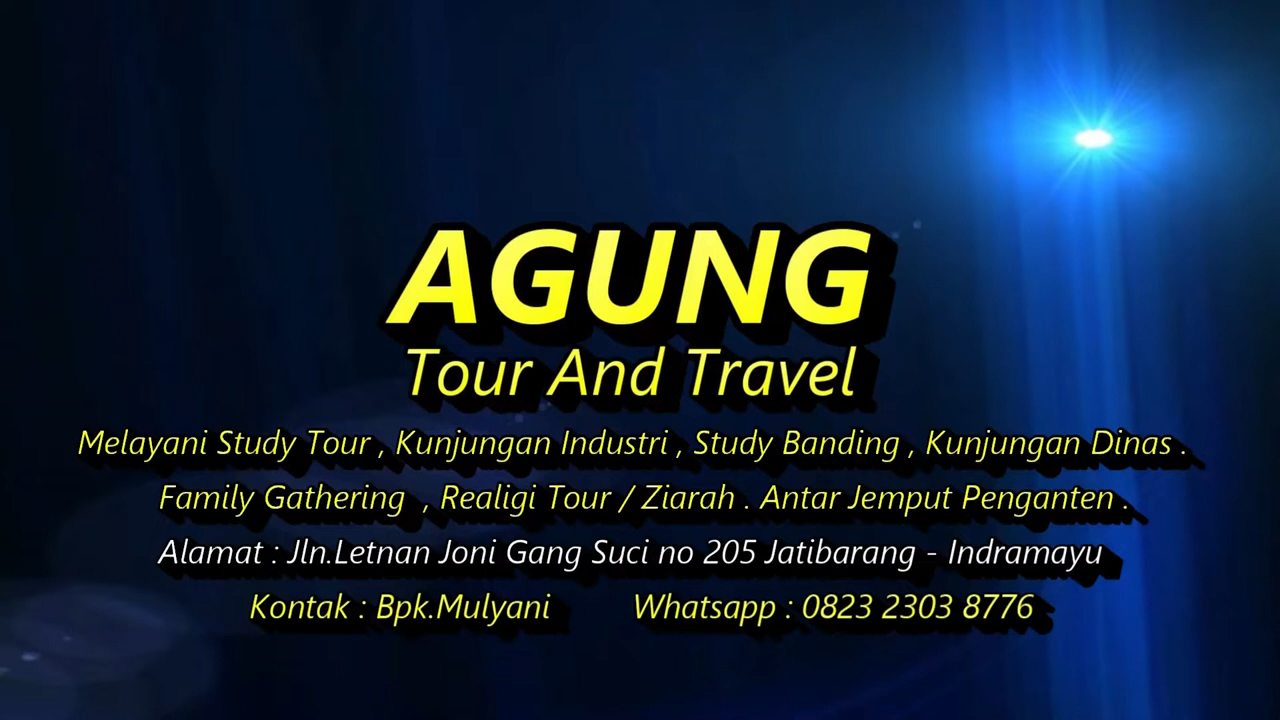 AGUNG
Tour And Travel
Melayani Study Tour , Kunjungan Industri , Study Banding , Kunjungan Dinas .
Family Gathering , Realigi Tour / Ziarah . Antar Jemput Penganten .
Alamat : Jln.Letnan Joni Gang Suci no 205 Jatibarang - Indramayu
Kontak : Bpk.Mulyani Whatsapp : 0823 2303 8776